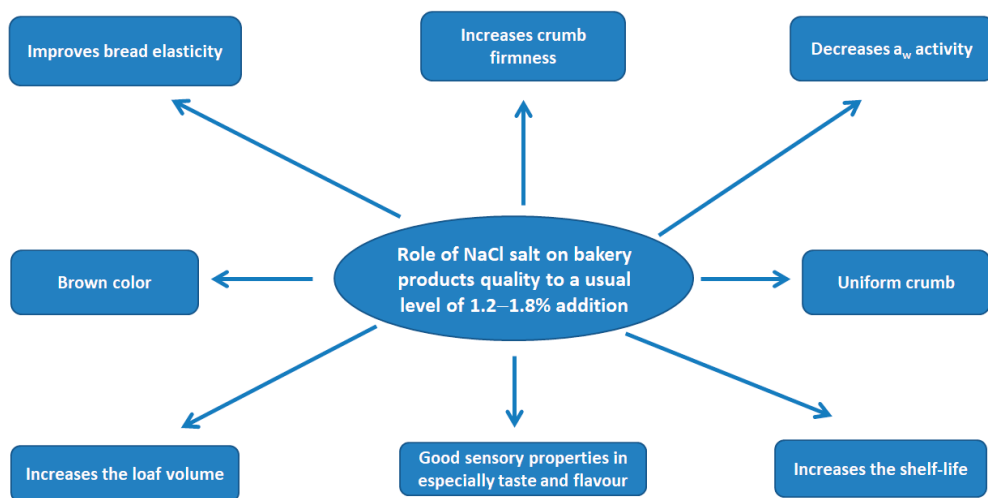 Improves bread elasticity
Increases crumb
firmness
Decreases aw activity
Role of NaCl salt on bakery
products quality to a usual
level of 1.2–1.8% addition
Brown color
Uniform crumb
Increases the loaf volume
Good sensory properties in
especially taste and flavour
Increases the shelf-life